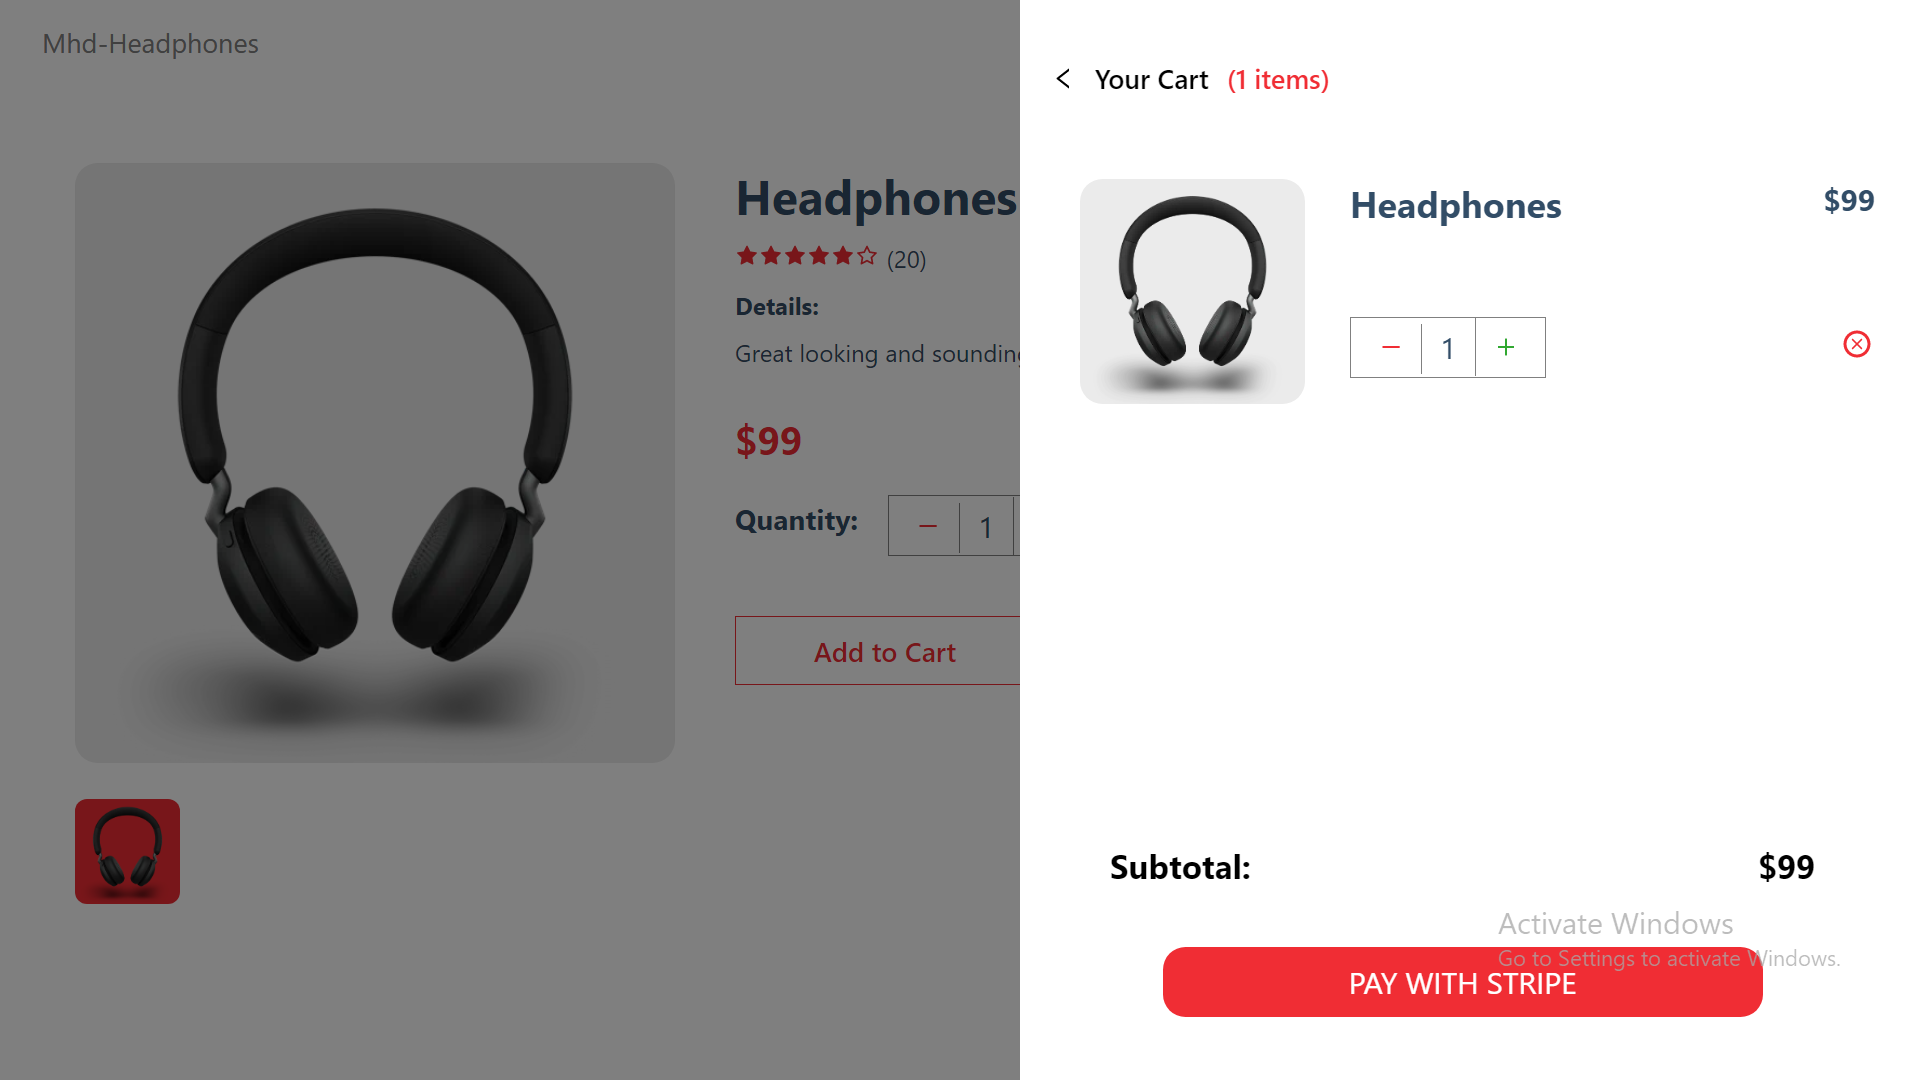 Mhd-Headphones
Headphones
(20)
Details:
Great looking and sounding
$99
Quantity:
− 1
Add to Cart
Your Cart (1 items)
Headphones
$99
− 1 +
Subtotal:
$99
Activate Windows
Go to Settings to activate Windows.
PAY WITH STRIPE